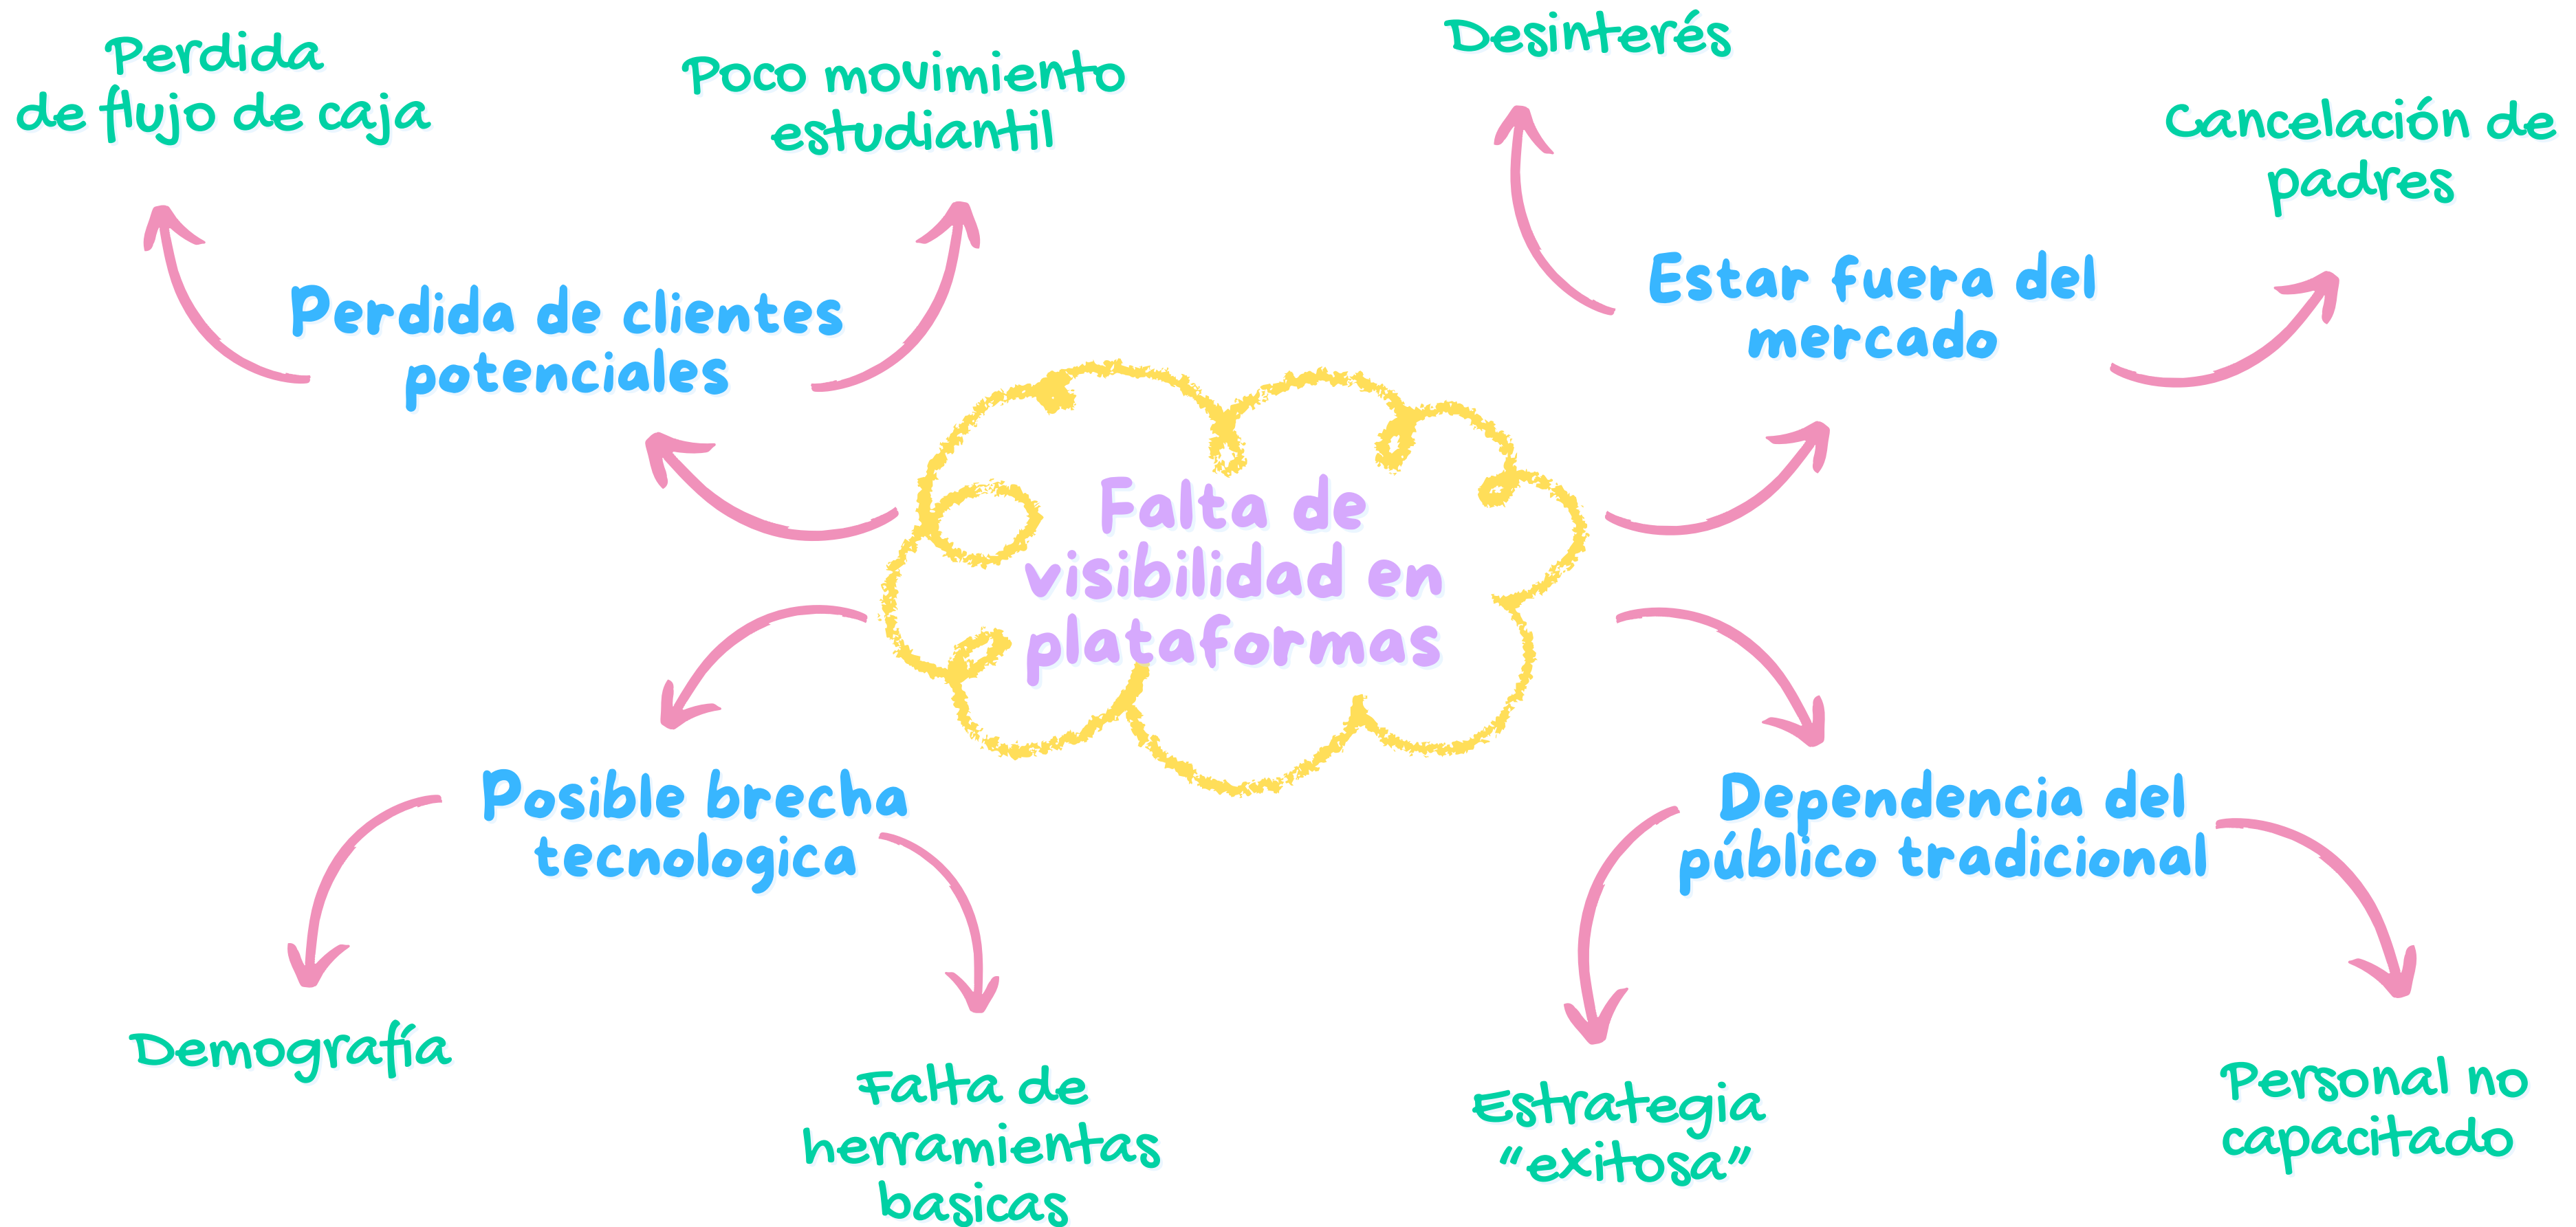 Perdida
de flujo de caja
Poco movimiento
estudiantil
Desinterés
Cancelación de
padres
Perdida de clientes
potenciales
Estar fuera del
mercado
Falta de
visibilidad en
plataformas
Posible brecha
tecnologica
Dependencia del
público tradicional
Demografía
Falta de
herramientas
basicas
Estrategia
“exitosa”
Personal no
capacitado